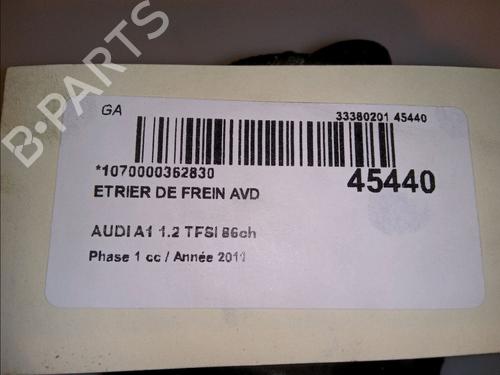 B-PARTS
GA
33380201 45440
*1070000362830
45440
ETRIER DE FREIN AVD
AUDI A1 1.2 TFSI 86ch
Phase 1 cc / Année 2011